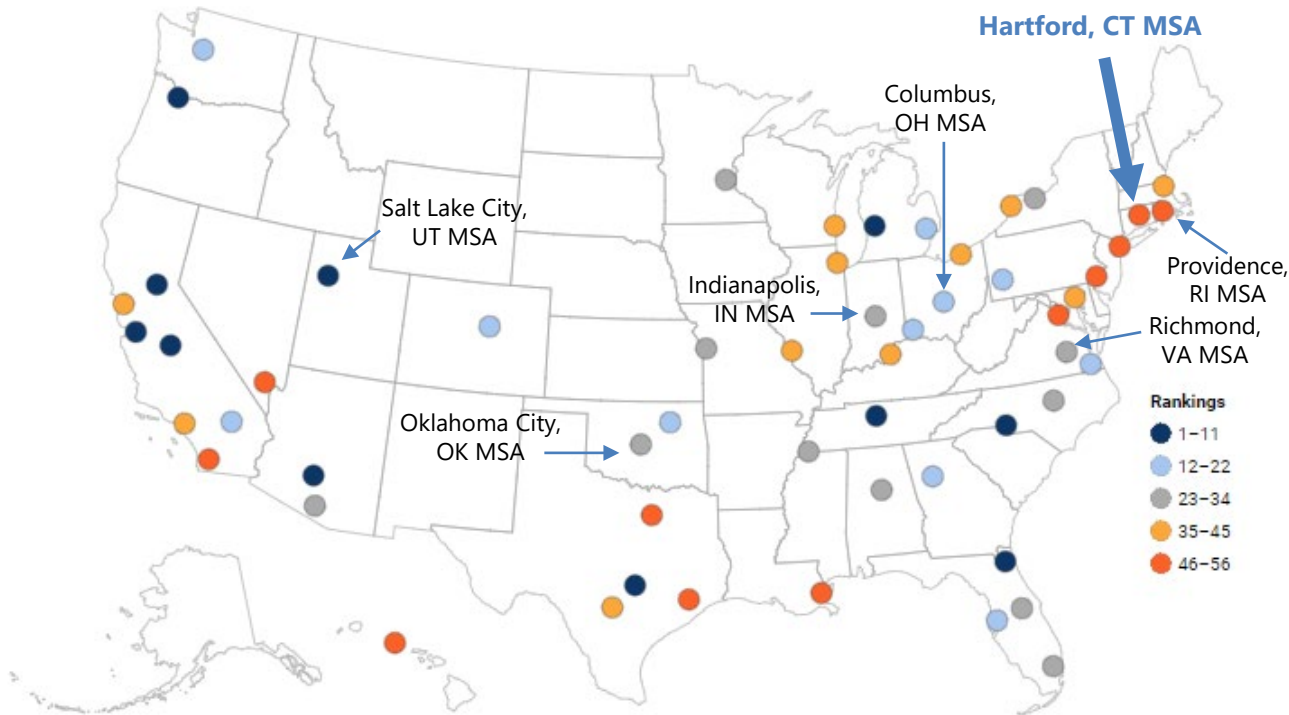 Hartford, CT MSA
Columbus,
OH MSA
Salt Lake City,
UT MSA
Indianapolis,
IN MSA
Providence,
RI MSA
Richmond,
VA MSA
Oklahoma City,
OK MSA
Rankings
1–11
12–22
23–34
35–45
46–56